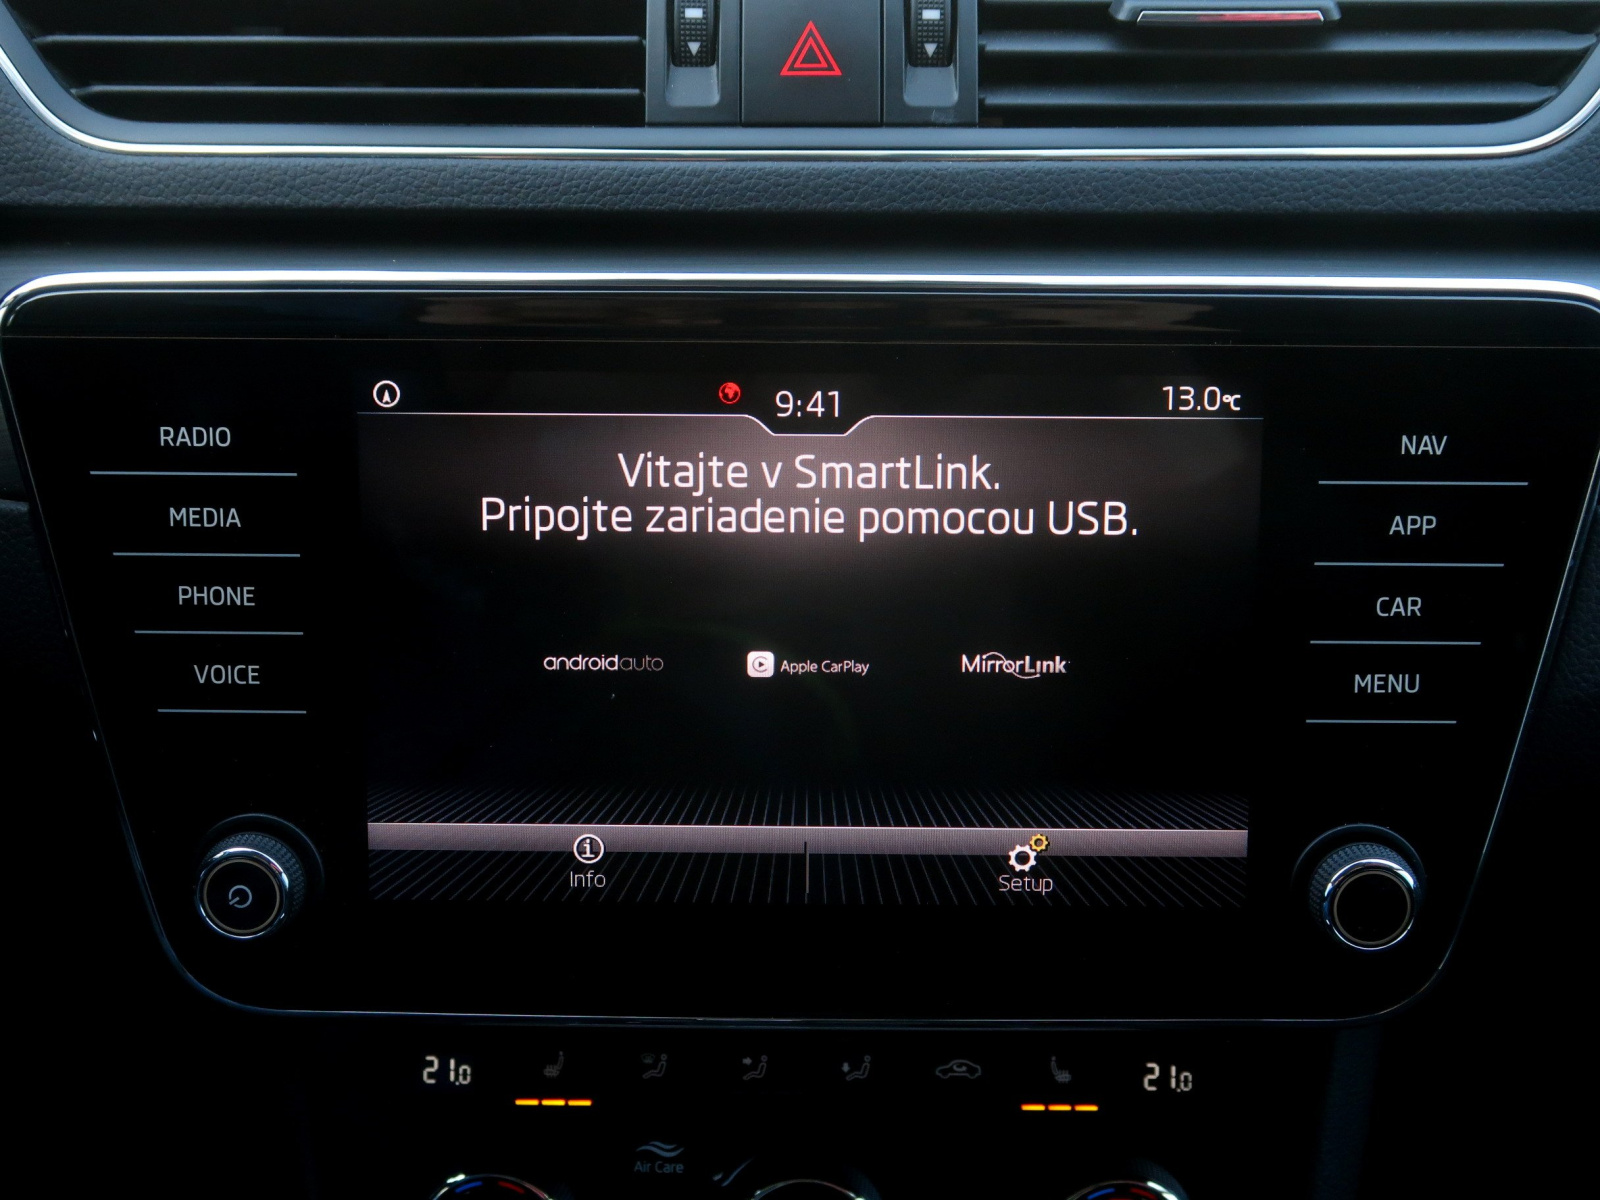 9:41
13.0°C
RADIO
MEDIA
PHONE
VOICE
Vitajte v SmartLink.
Pripojte zariadenie pomocou USB.
androidauto
Apple CarPlay
MirrorLink
NAV
APP
CAR
MENU
Info
Setup
21.0
21.0
Air Care